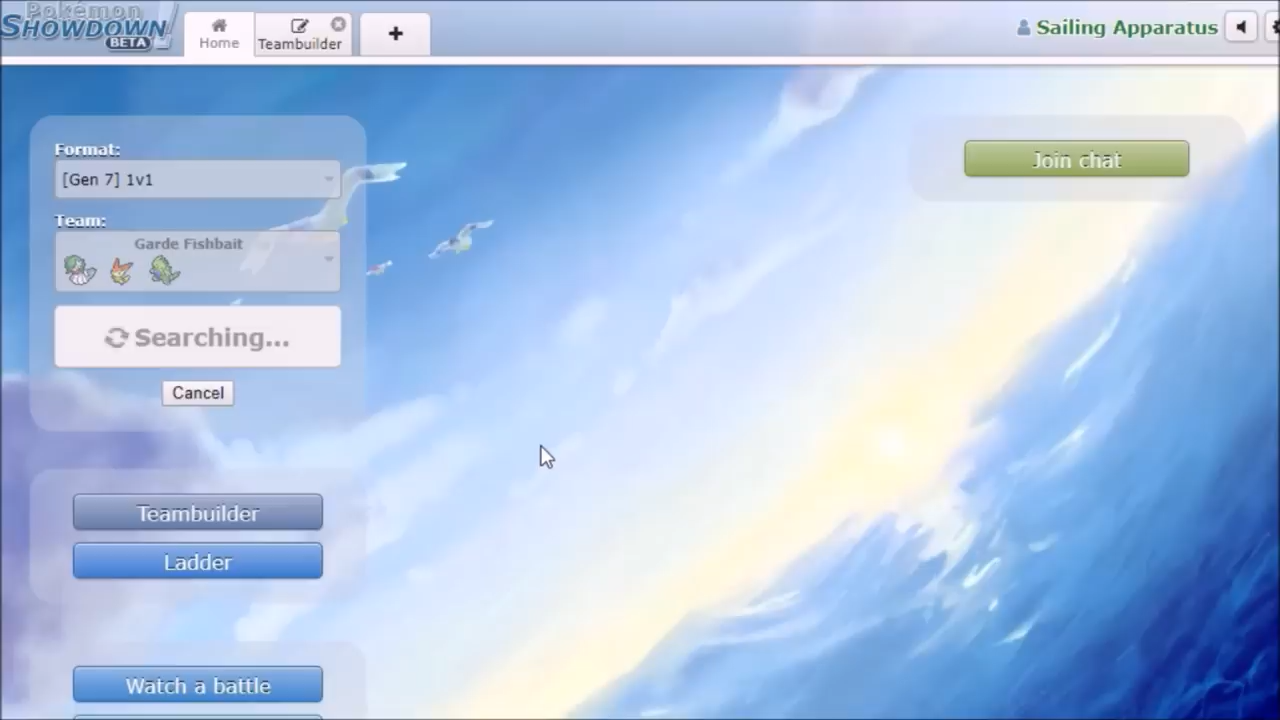 Pokémon
SHOWDOWN!
BETA
Home
Teambuilder
+
Sailing Apparatus
Format:
[Gen 7] 1v1
Team:
Garde Fishbait
Searching...
Cancel
Join chat
Teambuilder
Ladder
Watch a battle